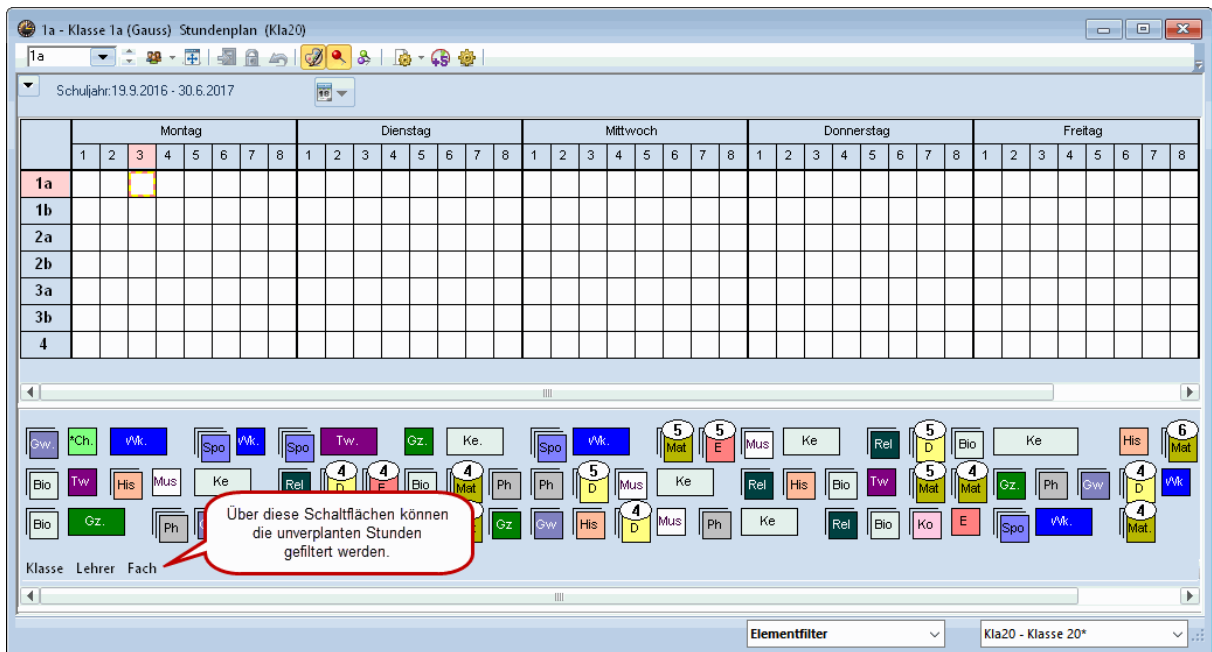 1a - Klasse 1a (Gauss) Stundenplan (Kla20)
1a
Schuljahr:19.9.2016 - 30.6.2017
Montag Dienstag Mittwoch Donnerstag Freitag
1 2 3 4 5 6 7 8 1 2 3 4 5 6 7 8 1 2 3 4 5 6 7 8 1 2 3 4 5 6 7 8 1 2 3 4 5 6 7 8
1a
1b
2a
2b
3a
3b
4
5 5 5 6
Gw. *Ch. Wk. Spo Wk. Spo Tw. Gz. Ke. Spo Wk. Mat E Mus Ke Rel D Bio Ke His Mat
4 4 4 5 5 4 4
Bio Tw His Mus Ke Rel D E Bio Mat Ph Ph D Mus Ke Rel His Bio Tw Mat Mat Gz. Ph Gw D Wk
4 4
Bio Gz. Ph Gz Gw His D Mus Ph Ke Rel Bio Ko E Spo Wk. Mat.
Über diese Schaltflächen können
die unverplanten Stunden
gefiltert werden.
Klasse Lehrer Fach
Elementfilter Kla20 - Klasse 20*